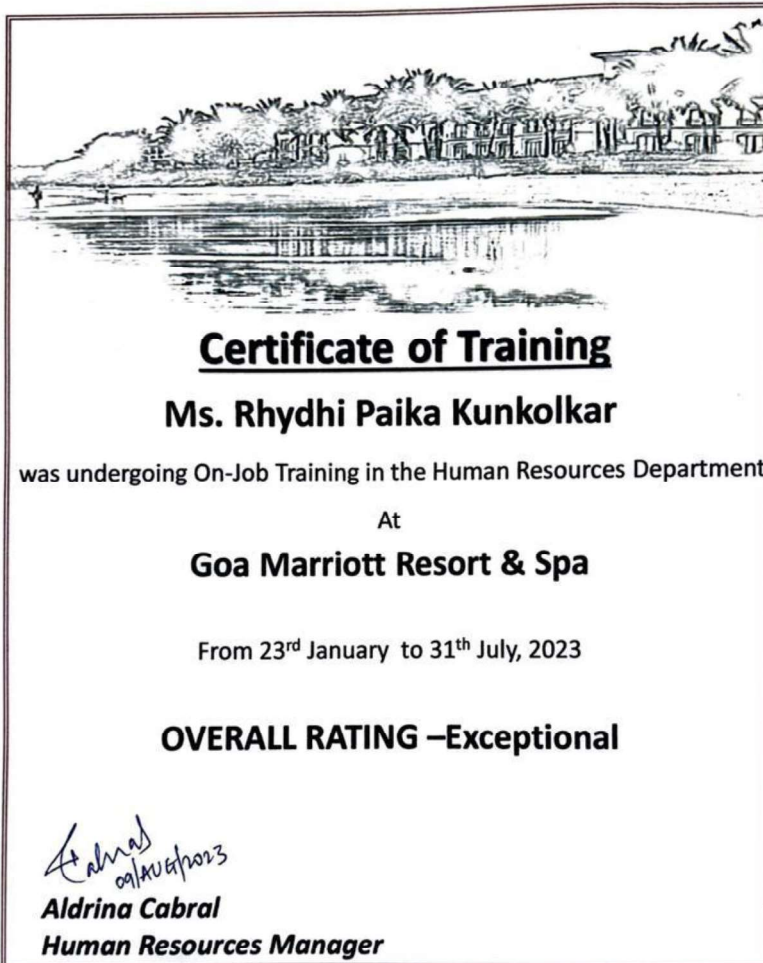 Certificate of Training
Ms. Rhydhi Paika Kunkolkar
was undergoing On-Job Training in the Human Resources Department
At
Goa Marriott Resort & Spa
From 23rd January to 31th July, 2023
OVERALL RATING –Exceptional
Cabral
09/AUG/2023
Aldrina Cabral
Human Resources Manager